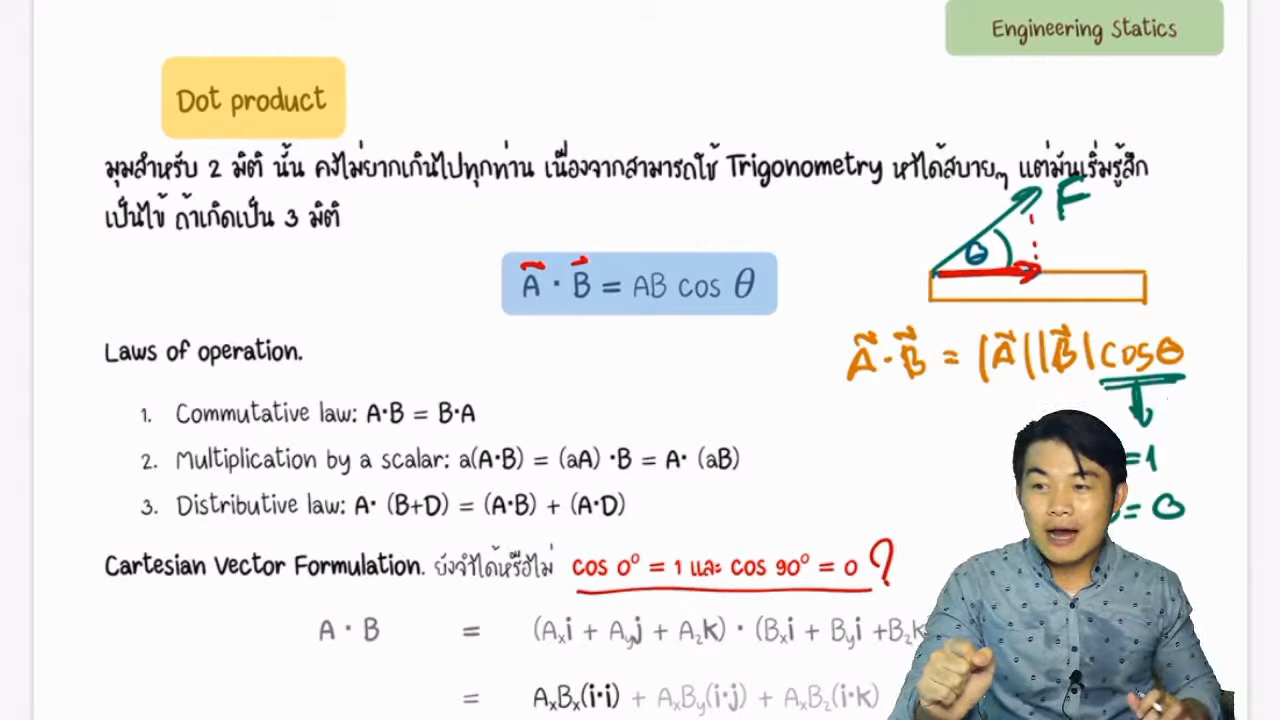 Engineering Statics
Dot product
มุมสำหรับ 2 มิติ นั้น คงไม่ยากเกินไปทุกท่าน เนื่องจากสามารถใช้ Trigonometry หาได้สบายๆ แต่มันเริ่มรู้สึก
เป็นไข้ ถ้าเกิดเป็น 3 มิติ
F
θ
A · B = AB cos θ
A · B = |A||B| cosθ
Laws of operation.
1. Commutative law: A·B = B·A
2. Multiplication by a scalar: a(A·B) = (aA) ·B = A· (aB)
=1
3. Distributive law: A· (B+D) = (A·B) + (A·D)
= 0
Cartesian Vector Formulation. ยังจำได้หรือไม่ cos 0° = 1 และ cos 90° = 0 ?
A · B = (Axi + Ayj + Azk) · (Bxi + Byi +Bzk
= AxBx(i·i) + AxBy(i·j) + AxBz(i·k)